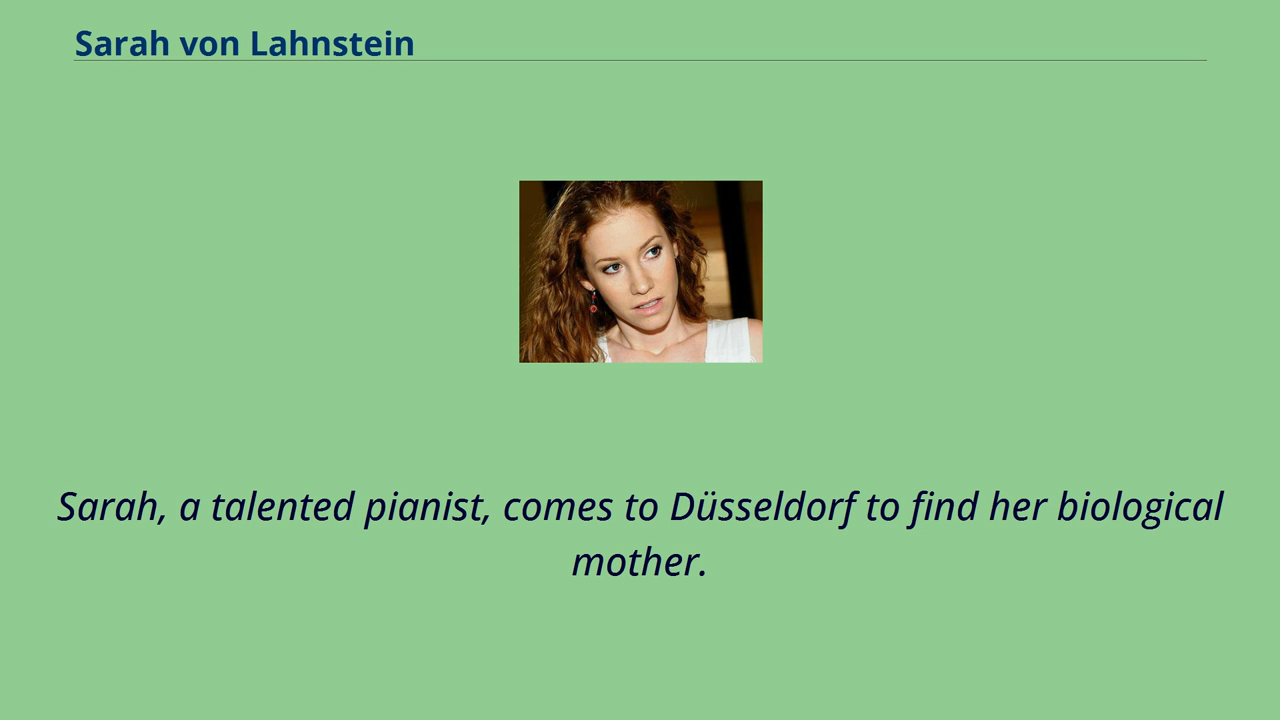 Sarah von Lahnstein
Sarah, a talented pianist, comes to Düsseldorf to find her biological
mother.